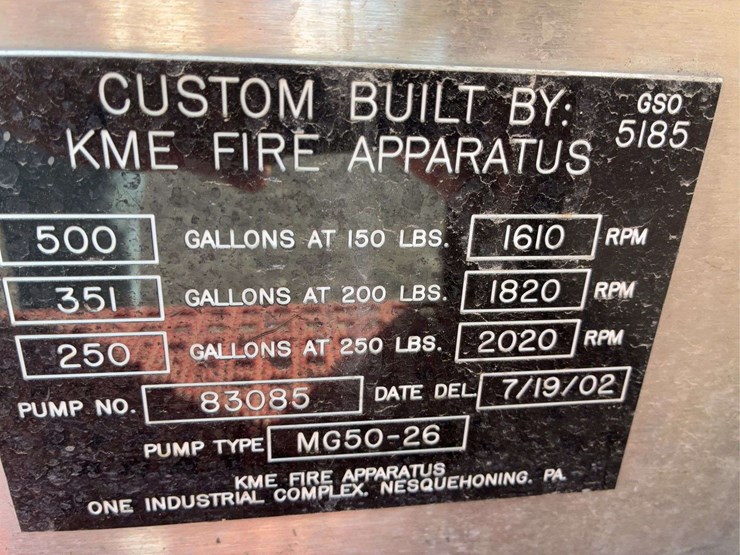 CUSTOM BUILT BY:
GSO
5185
KME FIRE APPARATUS
500 GALLONS AT 150 LBS. 1610 RPM
351 GALLONS AT 200 LBS. 1820 RPM
250 GALLONS AT 250 LBS. 2020 RPM
PUMP NO. 83085 DATE DEL. 7/19/02
PUMP TYPE MG50-26
KME FIRE APPARATUS
ONE INDUSTRIAL COMPLEX. NESQUEHONING. PA.